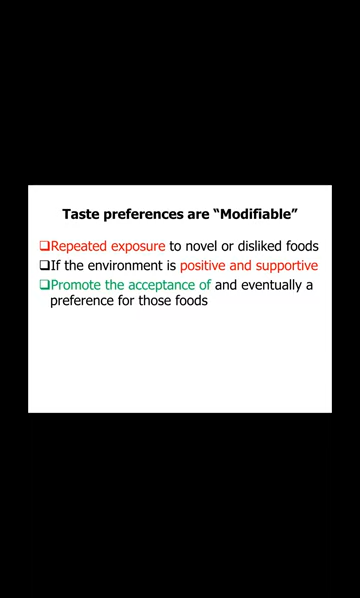 Taste preferences are “Modifiable”
❑Repeated exposure to novel or disliked foods
❑If the environment is positive and supportive
❑Promote the acceptance of and eventually a
preference for those foods